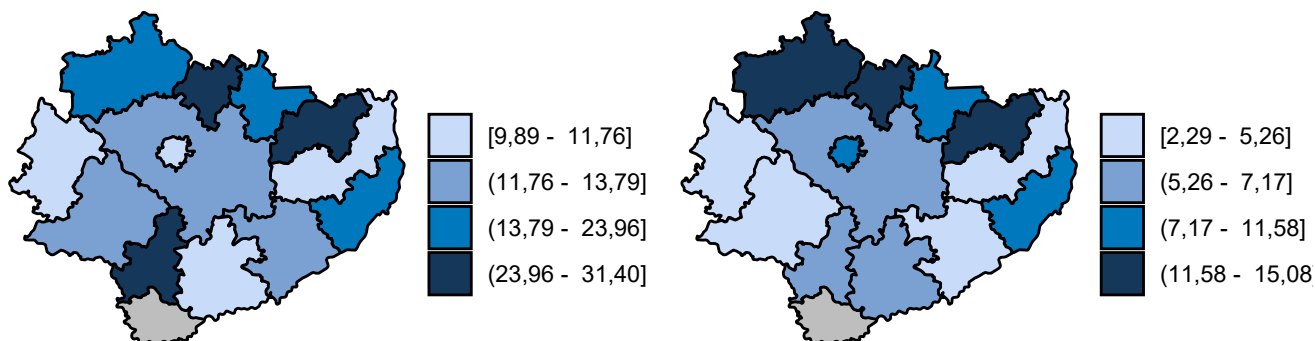 [9,89 - 11,76]
(11,76 - 13,79]
(13,79 - 23,96]
(23,96 - 31,40]
[2,29 - 5,26]
(5,26 - 7,17]
(7,17 - 11,58]
(11,58 - 15,08]